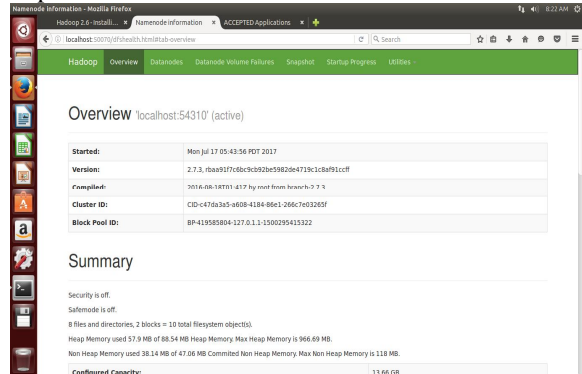 Namenode information - Mozilla Firefox
8:22 AM
Hadoop 2.6 - Installi... × Namenode information × ACCEPTED Applications ×
localhost:50070/dfshealth.html#tab-overview Search
Hadoop Overview Datanodes Datanode Volume Failures Snapshot Startup Progress Utilities
Overview 'localhost:54310' (active)
Started: Mon Jul 17 05:43:56 PDT 2017
Version: 2.7.3, rbaa91f7c6bc9cb92be5982de4719c1c8af91ccff
Compiled: 2016-08-18T01:41Z by root from branch-2.7.3
Cluster ID: CID-c47da3a5-a608-4184-86e1-266c7e03265f
Block Pool ID: BP-419585804-127.0.1.1-1500295415322
Summary
Security is off.
Safemode is off.
8 files and directories, 2 blocks = 10 total filesystem object(s).
Heap Memory used 57.9 MB of 88.54 MB Heap Memory. Max Heap Memory is 966.69 MB.
Non Heap Memory used 38.14 MB of 47.06 MB Commited Non Heap Memory. Max Non Heap Memory is 118 MB.
Configured Capacity: 13.66 GB